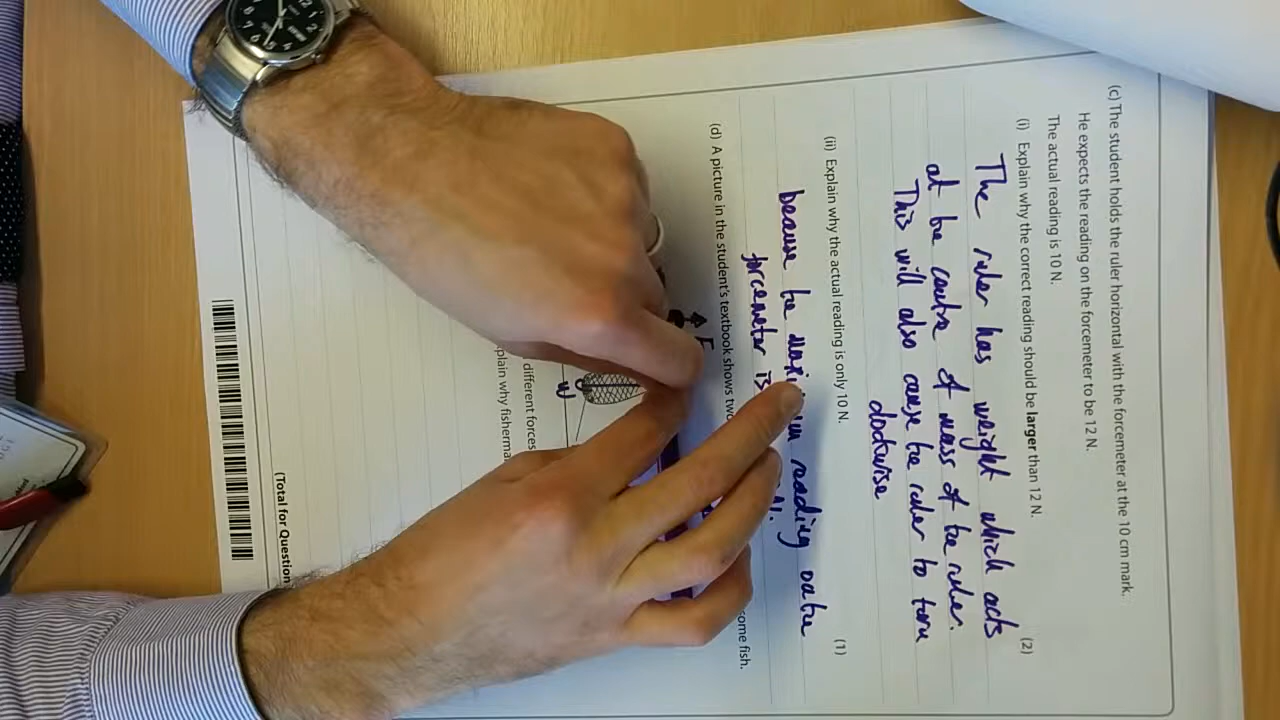 (c) The student holds the ruler horizontal with the forcemeter at the 10 cm mark.
He expects the reading on the forcemeter to be 12 N.
The actual reading is 10 N.
(i) Explain why the correct reading should be larger than 12 N.
(2)
The ruler has weight which acts
at the centre of mass of the ruler.
This will also cause the ruler to turn
clockwise
(ii) Explain why the actual reading is only 10 N.
(1)
because the maximum reading on the
forcemeter is
(d) A picture in the student's textbook shows two
some fish.
F
W
different forces
plain why fisherma
(Total for Question